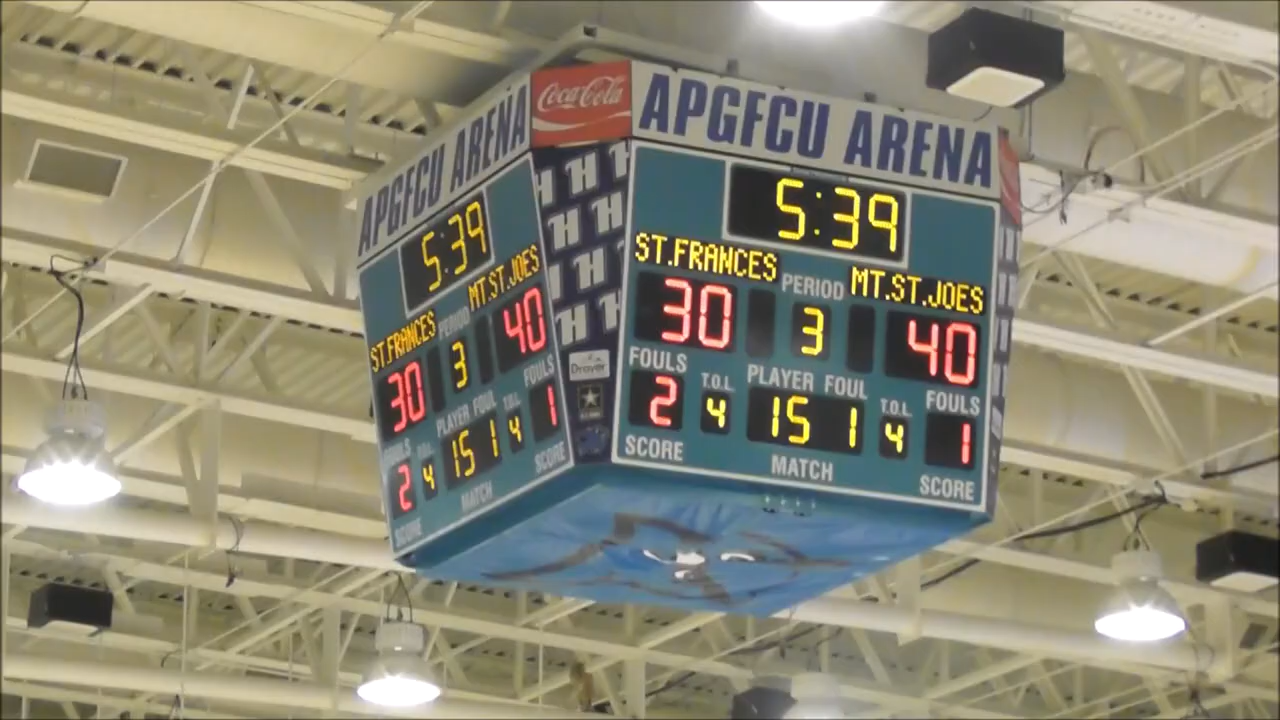 APGFCU ARENA
5:39
ST.FRANCES MT.ST.JOES
PERIOD
30 3 40
FOULS FOULS
T.O.L. PLAYER FOUL T.O.L.
2 4 15 1 4 1
SCORE MATCH SCORE
Coca-Cola
H H H
H H
H H
H H
H H
Drayer
APGFCU ARENA
5:39
ST.FRANCES MT.ST.JOES
PERIOD
30 3 40
FOULS PLAYER FOUL T.O.L. FOULS
2 4 15 1 4 1
SCORE MATCH SCORE